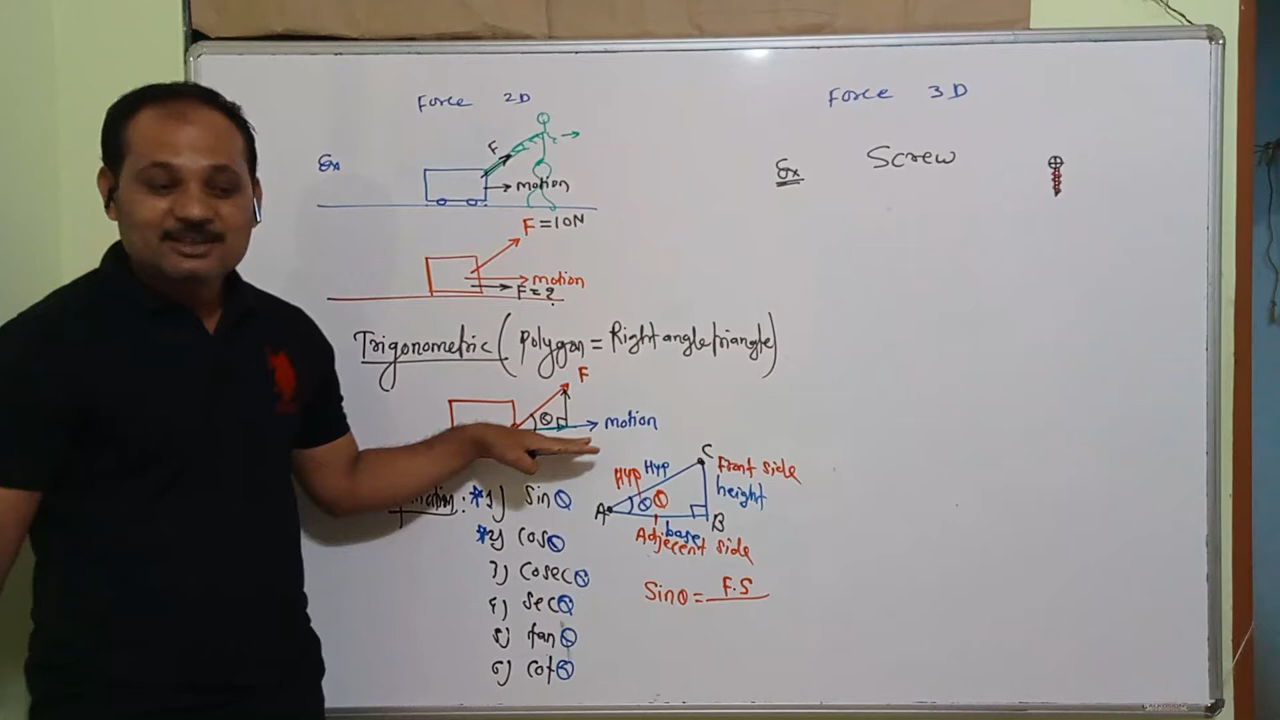 Force 2D
Ex
F
motion
F=10N
motion
F=?
Trigonometric (Polygon = Right angle triangle)
F
θ
motion
1) Sinθ
2) cosθ
3) Cosecθ
4) Secθ
5) tanθ
6) cotθ
C
Hyp Hyp
Front side
height
A
θ θ
B
base
Adjecent side
Sinθ = F.S
Force 3D
Ex
Screw